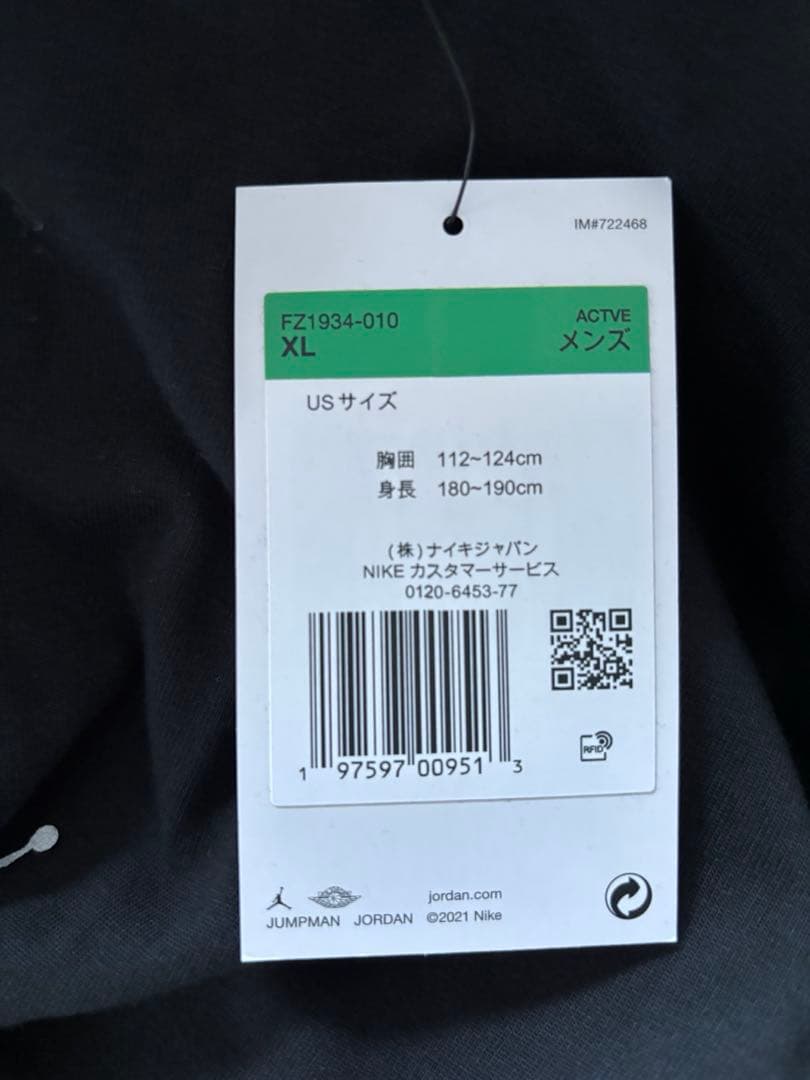 IM#722468
FZ1934-010 ACTVE
XL メンズ
USサイズ
胸囲 112~124cm
身長 180~190cm
(株)ナイキジャパン
NIKE カスタマーサービス
0120-6453-77
RFID
1 97597 00951 3
jordan.com
JUMPMAN JORDAN ©2021 Nike